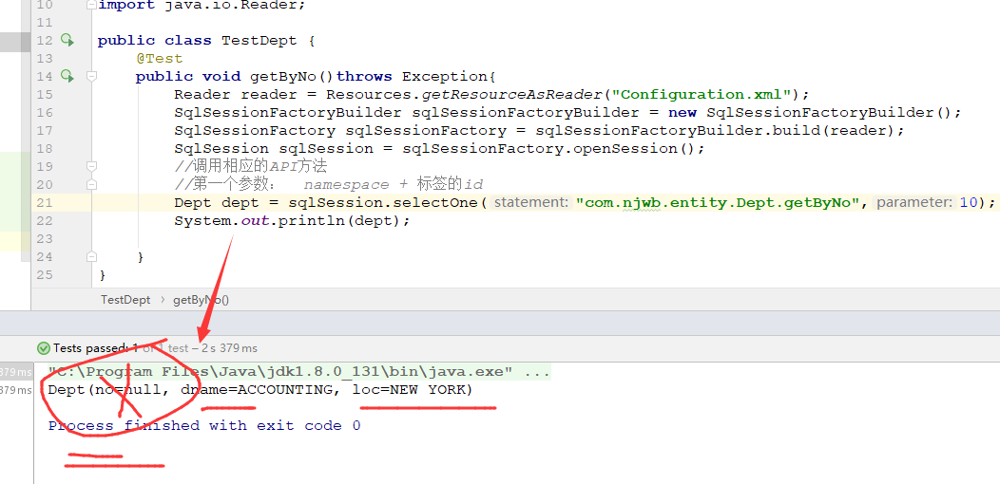 10 import java.io.Reader;
11
12 public class TestDept {
13 @Test
14 public void getByNo()throws Exception{
15 Reader reader = Resources.getResourceAsReader("Configuration.xml");
16 SqlSessionFactoryBuilder sqlSessionFactoryBuilder = new SqlSessionFactoryBuilder();
17 SqlSessionFactory sqlSessionFactory = sqlSessionFactoryBuilder.build(reader);
18 SqlSession sqlSession = sqlSessionFactory.openSession();
19 //调用相应的API方法
20 //第一个参数： namespace + 标签的id
21 Dept dept = sqlSession.selectOne( statement: "com.njwb.entity.Dept.getByNo", parameter: 10);
22 System.out.println(dept);
23
24 }
25 }
TestDept › getByNo()
Tests passed: 1 of 1 test – 2 s 379 ms
379 ms "C:\Program Files\Java\jdk1.8.0_131\bin\java.exe" ...
379 ms Dept(no=null, dname=ACCOUNTING, loc=NEW YORK)
Process finished with exit code 0